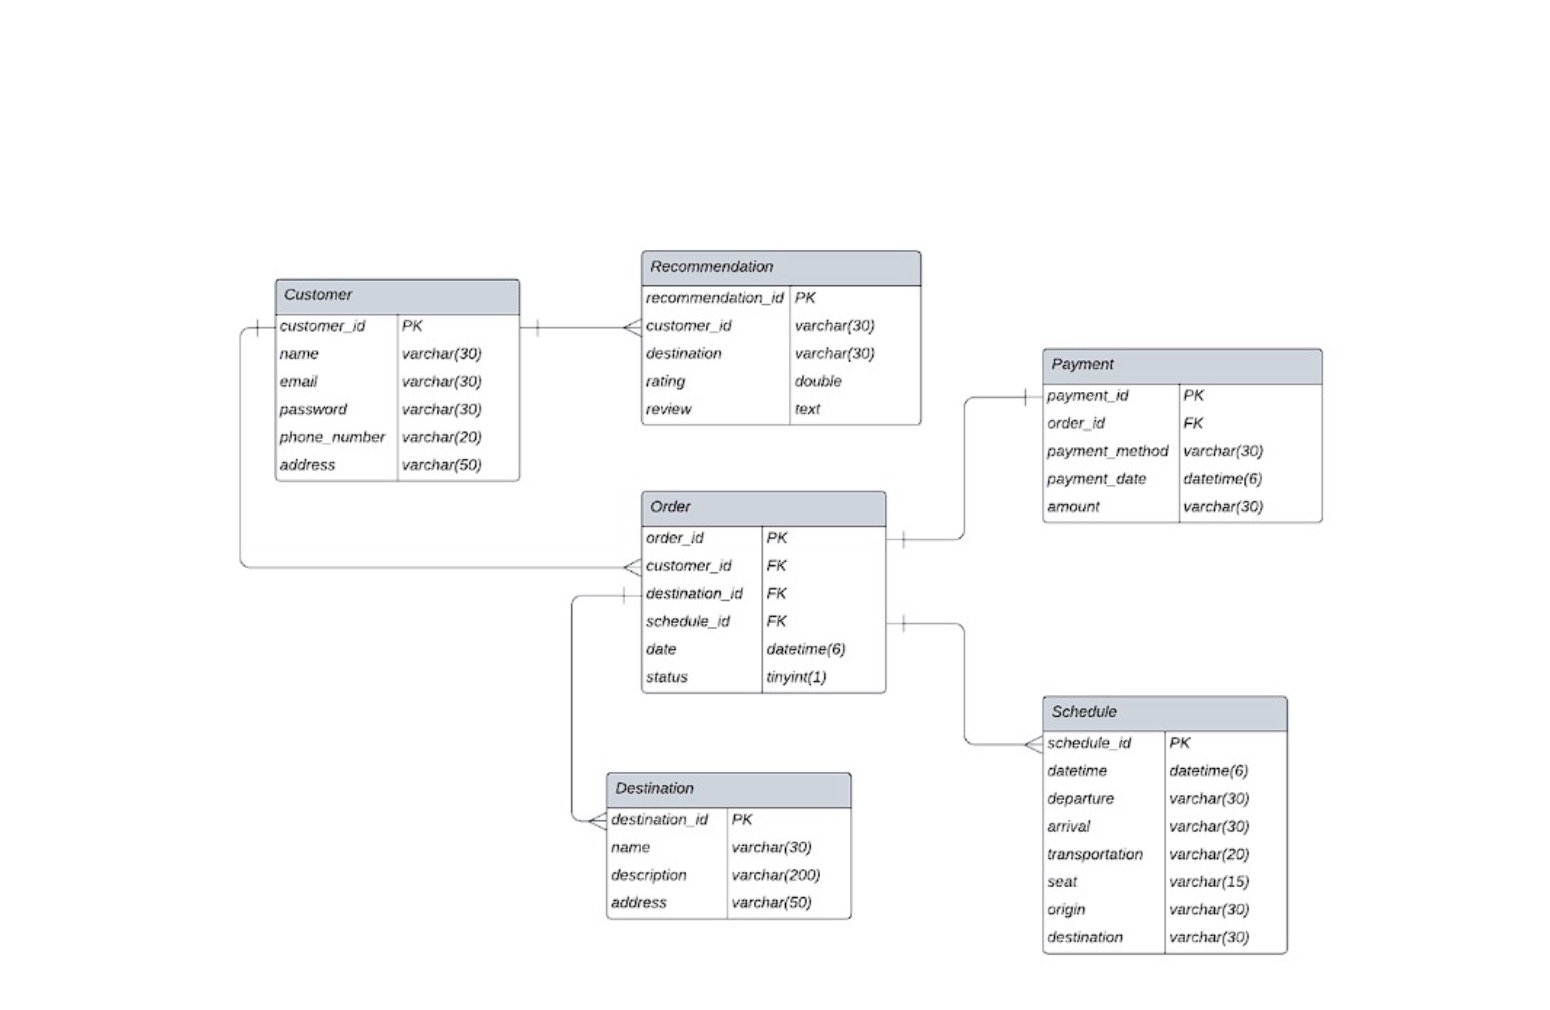 Customer
customer_id PK
name varchar(30)
email varchar(30)
password varchar(30)
phone_number varchar(20)
address varchar(50)
Recommendation
recommendation_id PK
customer_id varchar(30)
destination varchar(30)
rating double
review text
Payment
payment_id PK
order_id FK
payment_method varchar(30)
payment_date datetime(6)
amount varchar(30)
Order
order_id PK
customer_id FK
destination_id FK
schedule_id FK
date datetime(6)
status tinyint(1)
Destination
destination_id PK
name varchar(30)
description varchar(200)
address varchar(50)
Schedule
schedule_id PK
datetime datetime(6)
departure varchar(30)
arrival varchar(30)
transportation varchar(20)
seat varchar(15)
origin varchar(30)
destination varchar(30)